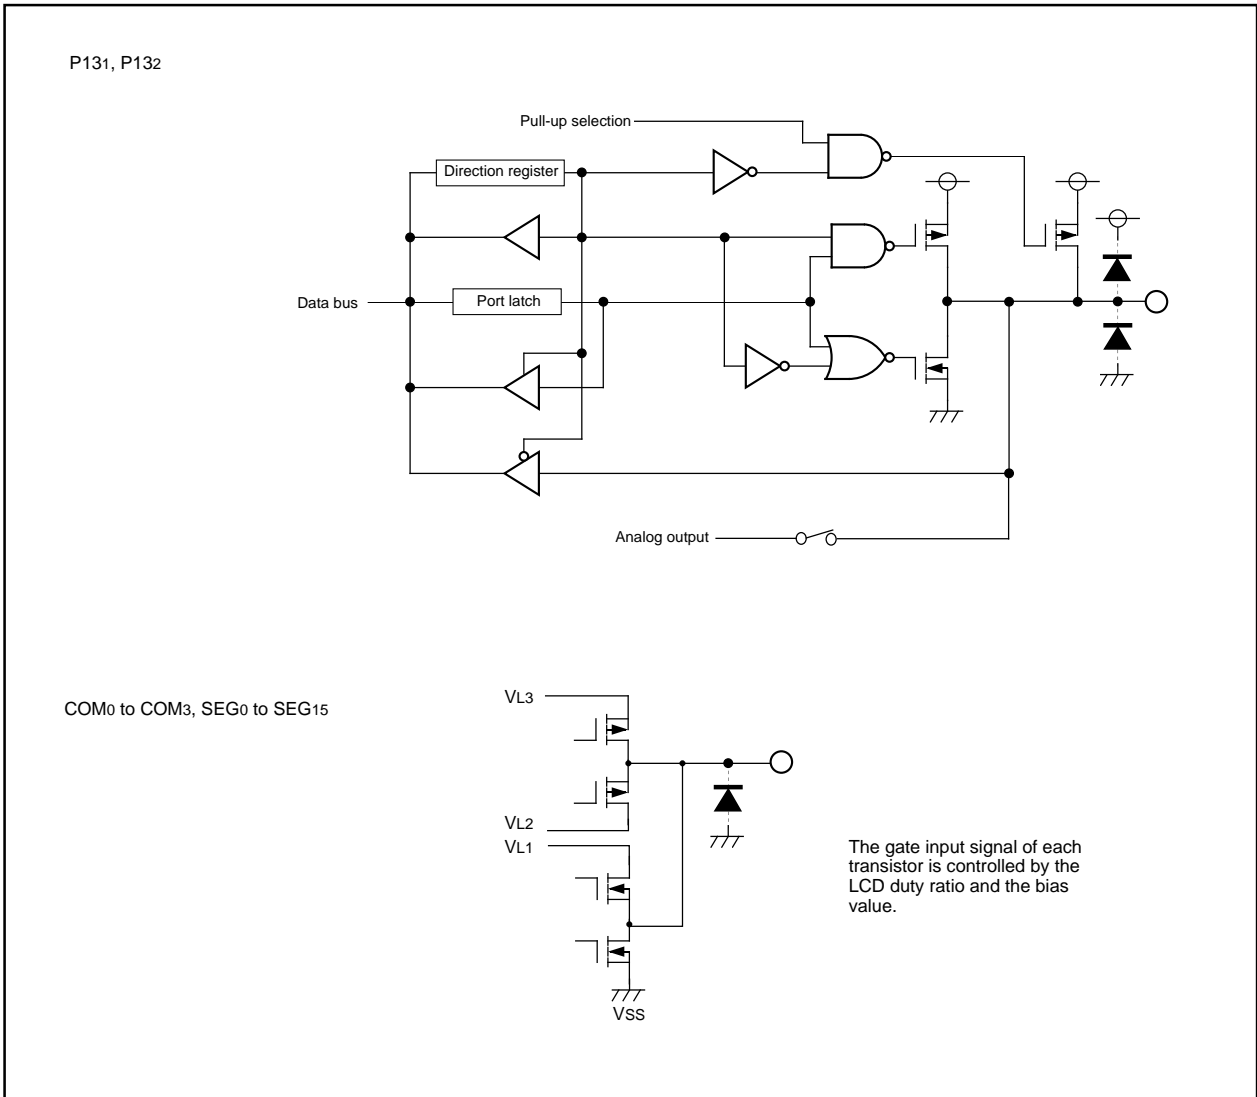 P131, P132
Pull-up selection
Direction register
Data bus
Port latch
Analog output
COM0 to COM3, SEG0 to SEG15
VL3
VL2
VL1
VSS
The gate input signal of each
transistor is controlled by the
LCD duty ratio and the bias
value.